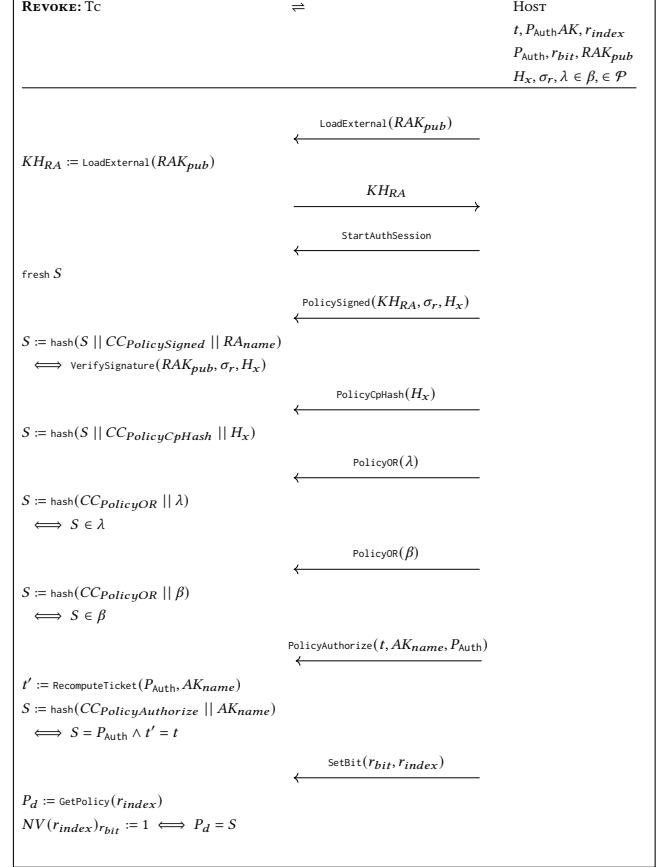 REVOKE: Tc ⇌ HOST
t, P_Auth AK, r_index
P_Auth, r_bit, RAK_pub
H_x, σ_r, λ ∈ β, ∈ 𝒫
LoadExternal(RAK_pub)
KH_RA := LoadExternal(RAK_pub)
KH_RA
StartAuthSession
fresh S
PolicySigned(KH_RA, σ_r, H_x)
S := hash(S || CC_PolicySigned || RA_name)
⟺ VerifySignature(RAK_pub, σ_r, H_x)
PolicyCpHash(H_x)
S := hash(S || CC_PolicyCpHash || H_x)
PolicyOR(λ)
S := hash(CC_PolicyOR || λ)
⟺ S ∈ λ
PolicyOR(β)
S := hash(CC_PolicyOR || β)
⟺ S ∈ β
PolicyAuthorize(t, AK_name, P_Auth)
t′ := RecomputeTicket(P_Auth, AK_name)
S := hash(CC_PolicyAuthorize || AK_name)
⟺ S = P_Auth ∧ t′ = t
SetBit(r_bit, r_index)
P_d := GetPolicy(r_index)
NV(r_index)_r_bit := 1 ⟺ P_d = S